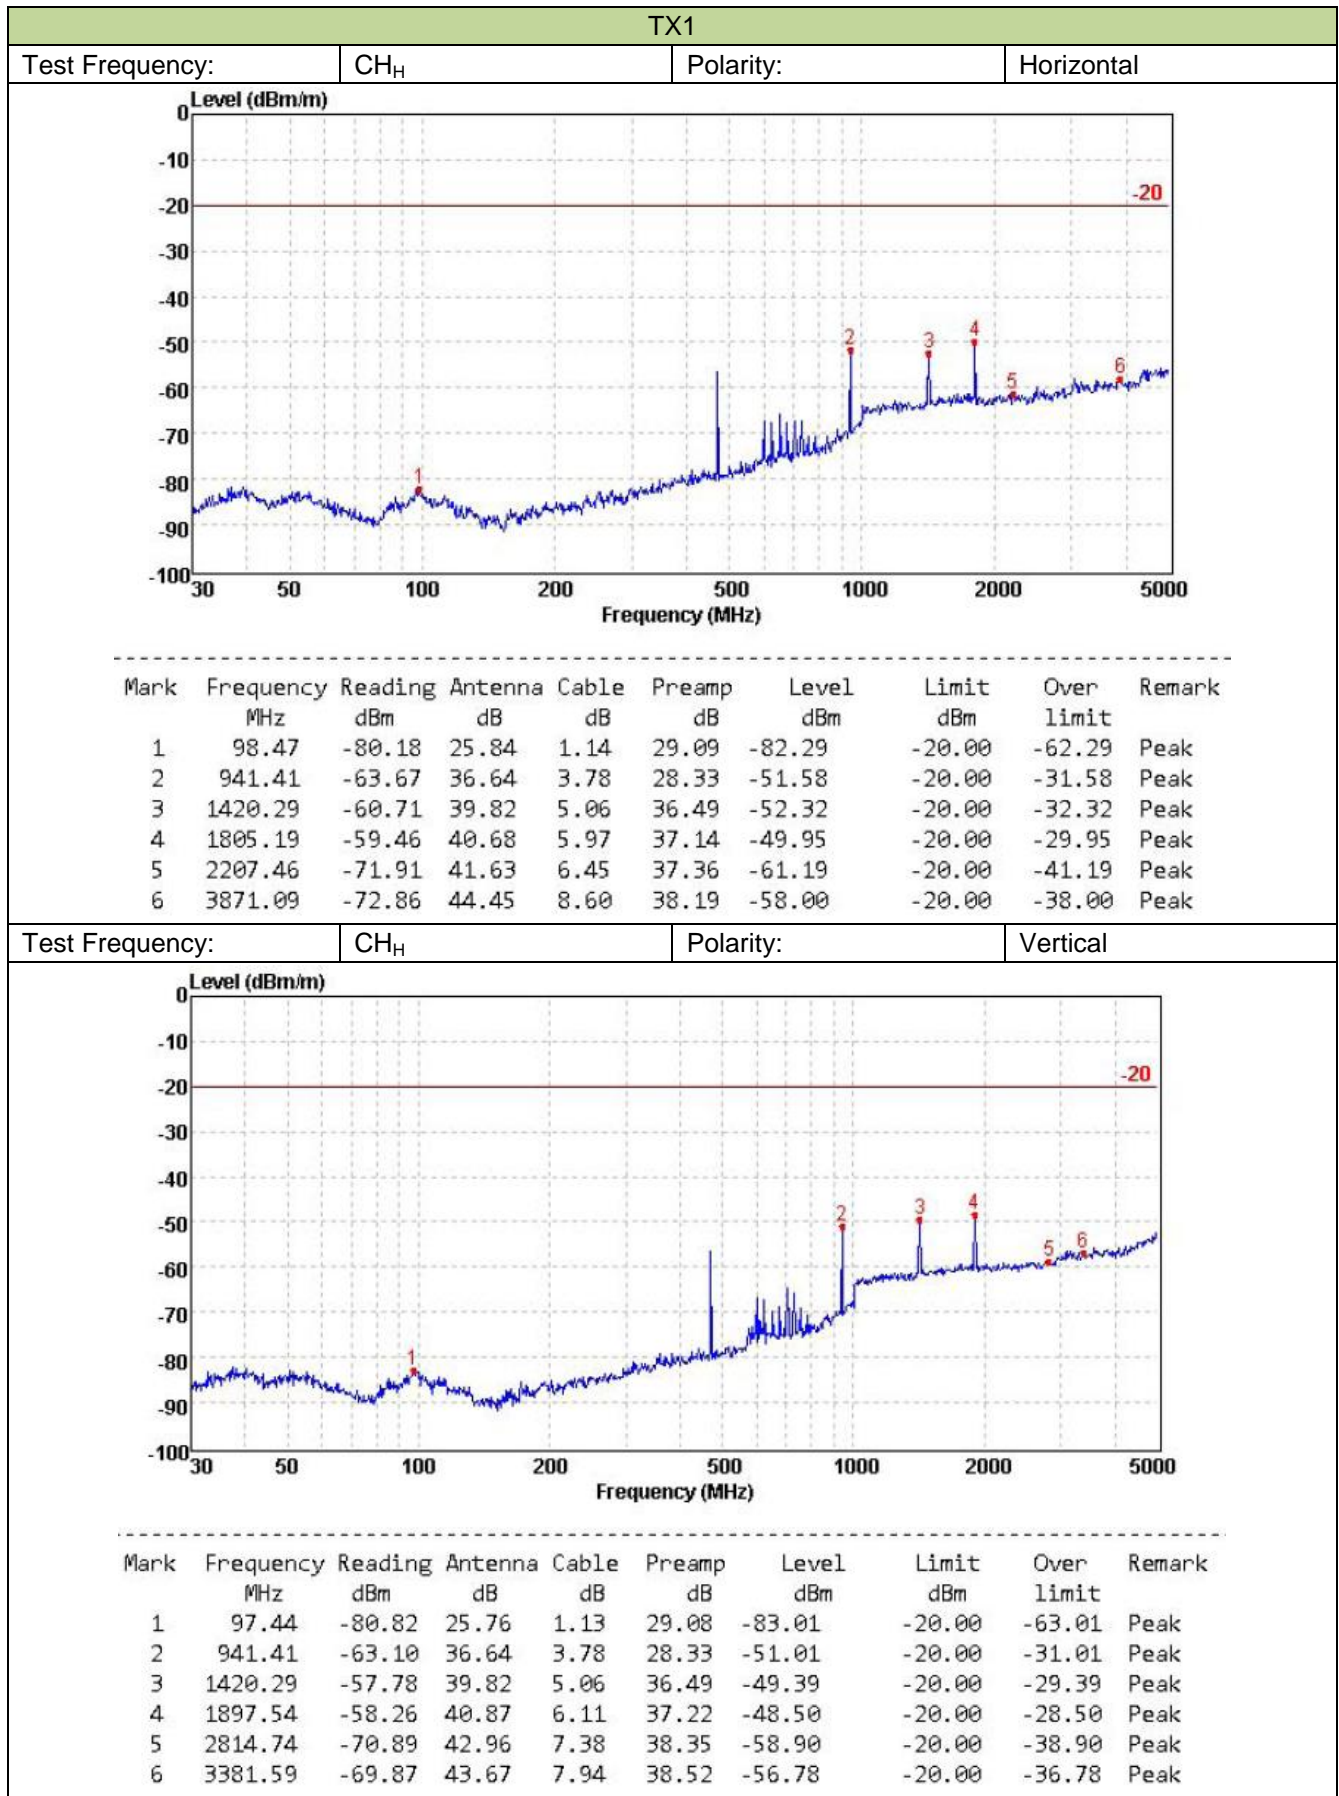 TX1
Test Frequency: CHH Polarity: Horizontal
Level (dBm/m)
0
-10
-20
-20
-30
-40
-50
-60
-70
-80
-90
-100
1
2
3
4
5
6
30 50 100 200 500 1000 2000 5000
Frequency (MHz)
Mark Frequency Reading Antenna Cable Preamp Level Limit Over Remark
MHz dBm dB dB dB dBm dBm limit
1 98.47 -80.18 25.84 1.14 29.09 -82.29 -20.00 -62.29 Peak
2 941.41 -63.67 36.64 3.78 28.33 -51.58 -20.00 -31.58 Peak
3 1420.29 -60.71 39.82 5.06 36.49 -52.32 -20.00 -32.32 Peak
4 1805.19 -59.46 40.68 5.97 37.14 -49.95 -20.00 -29.95 Peak
5 2207.46 -71.91 41.63 6.45 37.36 -61.19 -20.00 -41.19 Peak
6 3871.09 -72.86 44.45 8.60 38.19 -58.00 -20.00 -38.00 Peak
Test Frequency: CHH Polarity: Vertical
Level (dBm/m)
0
-10
-20
-20
-30
-40
-50
-60
-70
-80
-90
-100
1
2
3
4
5
6
30 50 100 200 500 1000 2000 5000
Frequency (MHz)
Mark Frequency Reading Antenna Cable Preamp Level Limit Over Remark
MHz dBm dB dB dB dBm dBm limit
1 97.44 -80.82 25.76 1.13 29.08 -83.01 -20.00 -63.01 Peak
2 941.41 -63.10 36.64 3.78 28.33 -51.01 -20.00 -31.01 Peak
3 1420.29 -57.78 39.82 5.06 36.49 -49.39 -20.00 -29.39 Peak
4 1897.54 -58.26 40.87 6.11 37.22 -48.50 -20.00 -28.50 Peak
5 2814.74 -70.89 42.96 7.38 38.35 -58.90 -20.00 -38.90 Peak
6 3381.59 -69.87 43.67 7.94 38.52 -56.78 -20.00 -36.78 Peak